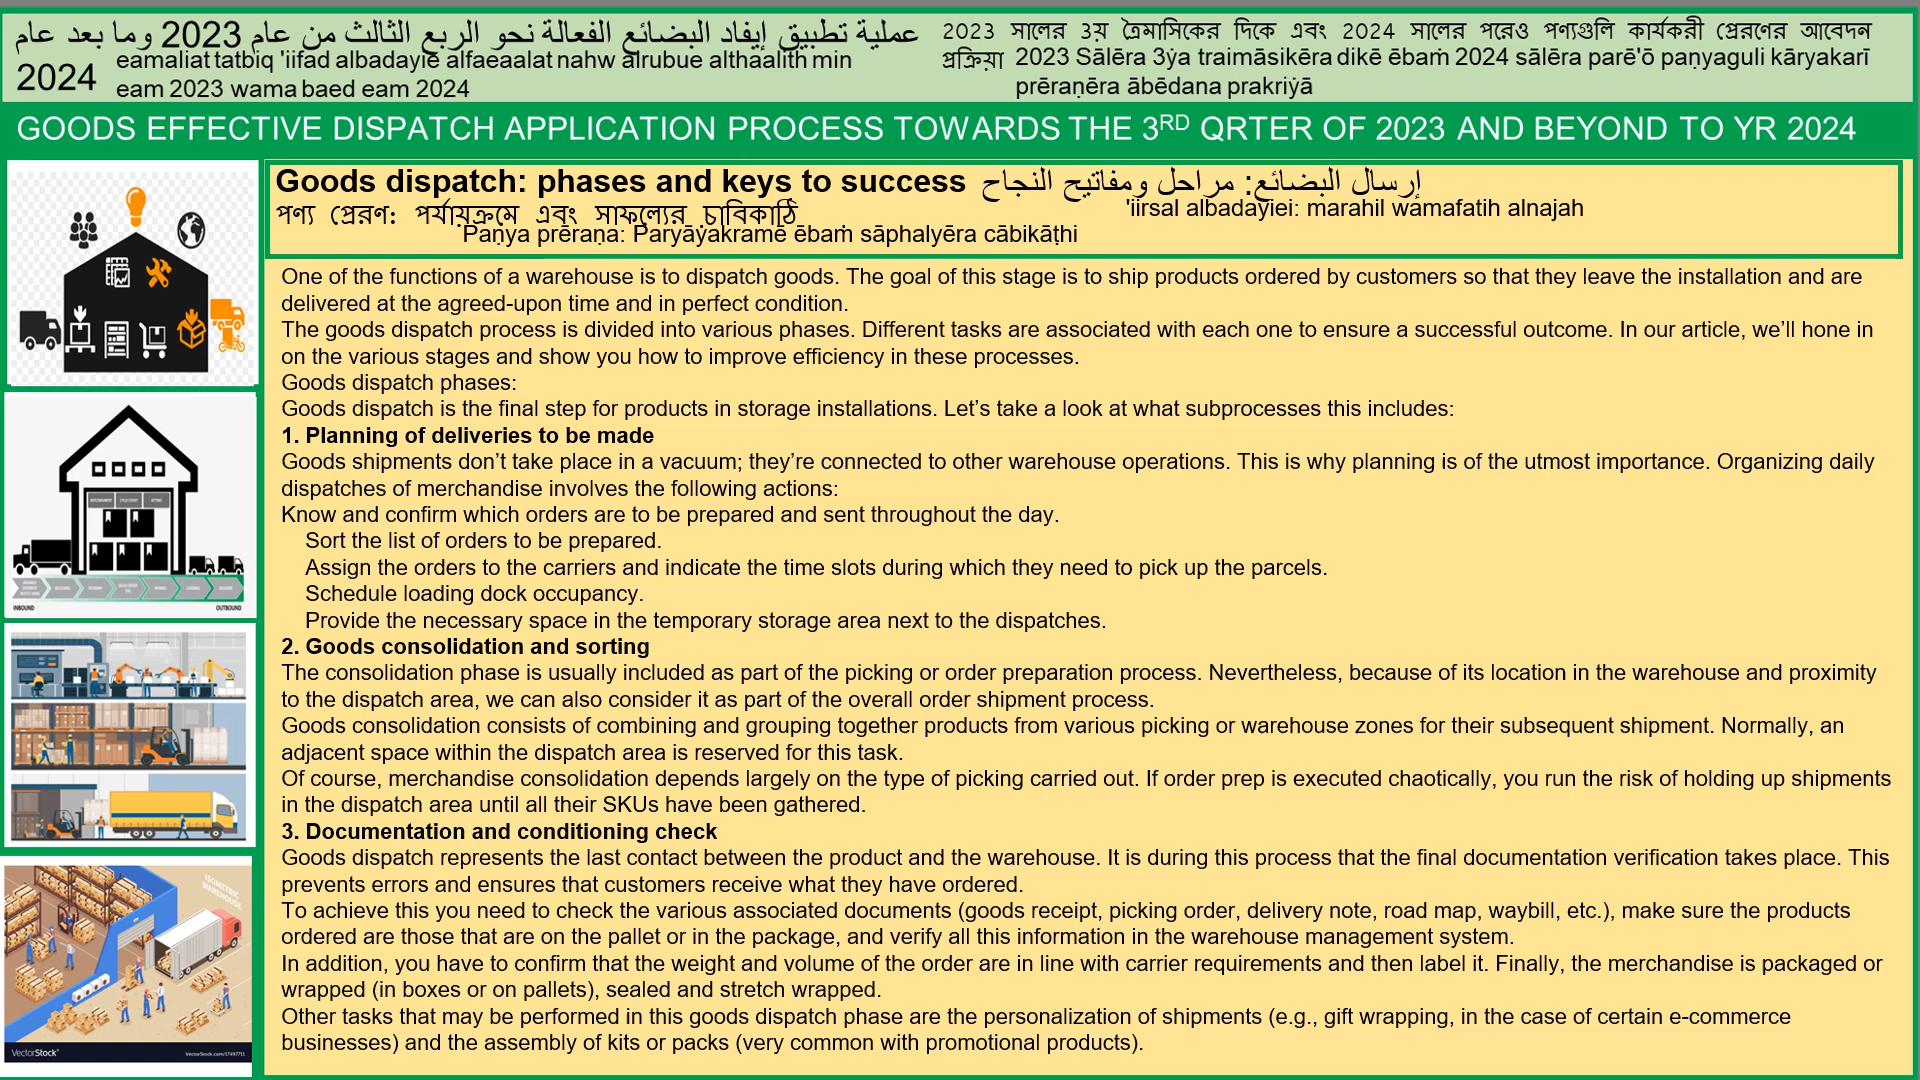 عملية تطبيق إيفاد البضائع الفعالة نحو الربع الثالث من عام 2023 وما بعد عام
2024
eamaliat tatbiq 'iifad albadayie alfaeaalat nahw alrubue althaalith min
eam 2023 wama baed eam 2024
2023 সালের 3য় ত্রৈমাসিকের দিকে এবং 2024 সালের পরেও পণ্যগুলি কার্যকরী প্রেরণের আবেদন
প্রক্রিয়া
2023 Sālēra 3ẏa traimāsikēra dikē ēbaṁ 2024 sālēra parē'ō paṇyaguli kāryakarī
prēraṇēra ābēdana prakriẏā
GOODS EFFECTIVE DISPATCH APPLICATION PROCESS TOWARDS THE 3RD QRTER OF 2023 AND BEYOND TO YR 2024
Goods dispatch: phases and keys to success إرسال البضائع: مراحل ومفاتيح النجاح
'iirsal albadayiei: marahil wamafatih alnajah
পণ্য প্রেরণ: পর্যায়ক্রমে এবং সাফল্যের চাবিকাঠি
Paṇya prēraṇa: Paryāẏakramē ēbaṁ sāphalyēra cābikāṭhi
One of the functions of a warehouse is to dispatch goods. The goal of this stage is to ship products ordered by customers so that they leave the installation and are
delivered at the agreed-upon time and in perfect condition.
The goods dispatch process is divided into various phases. Different tasks are associated with each one to ensure a successful outcome. In our article, we’ll hone in
on the various stages and show you how to improve efficiency in these processes.
Goods dispatch phases:
Goods dispatch is the final step for products in storage installations. Let’s take a look at what subprocesses this includes:
1. Planning of deliveries to be made
Goods shipments don’t take place in a vacuum; they’re connected to other warehouse operations. This is why planning is of the utmost importance. Organizing daily
dispatches of merchandise involves the following actions:
Know and confirm which orders are to be prepared and sent throughout the day.
Sort the list of orders to be prepared.
Assign the orders to the carriers and indicate the time slots during which they need to pick up the parcels.
Schedule loading dock occupancy.
Provide the necessary space in the temporary storage area next to the dispatches.
2. Goods consolidation and sorting
The consolidation phase is usually included as part of the picking or order preparation process. Nevertheless, because of its location in the warehouse and proximity
to the dispatch area, we can also consider it as part of the overall order shipment process.
Goods consolidation consists of combining and grouping together products from various picking or warehouse zones for their subsequent shipment. Normally, an
adjacent space within the dispatch area is reserved for this task.
Of course, merchandise consolidation depends largely on the type of picking carried out. If order prep is executed chaotically, you run the risk of holding up shipments
in the dispatch area until all their SKUs have been gathered.
3. Documentation and conditioning check
Goods dispatch represents the last contact between the product and the warehouse. It is during this process that the final documentation verification takes place. This
prevents errors and ensures that customers receive what they have ordered.
To achieve this you need to check the various associated documents (goods receipt, picking order, delivery note, road map, waybill, etc.), make sure the products
ordered are those that are on the pallet or in the package, and verify all this information in the warehouse management system.
In addition, you have to confirm that the weight and volume of the order are in line with carrier requirements and then label it. Finally, the merchandise is packaged or
wrapped (in boxes or on pallets), sealed and stretch wrapped.
Other tasks that may be performed in this goods dispatch phase are the personalization of shipments (e.g., gift wrapping, in the case of certain e-commerce
businesses) and the assembly of kits or packs (very common with promotional products).
INBOUND
OUTBOUND
ISOMETRIC
WAREHOUSE
VectorStock